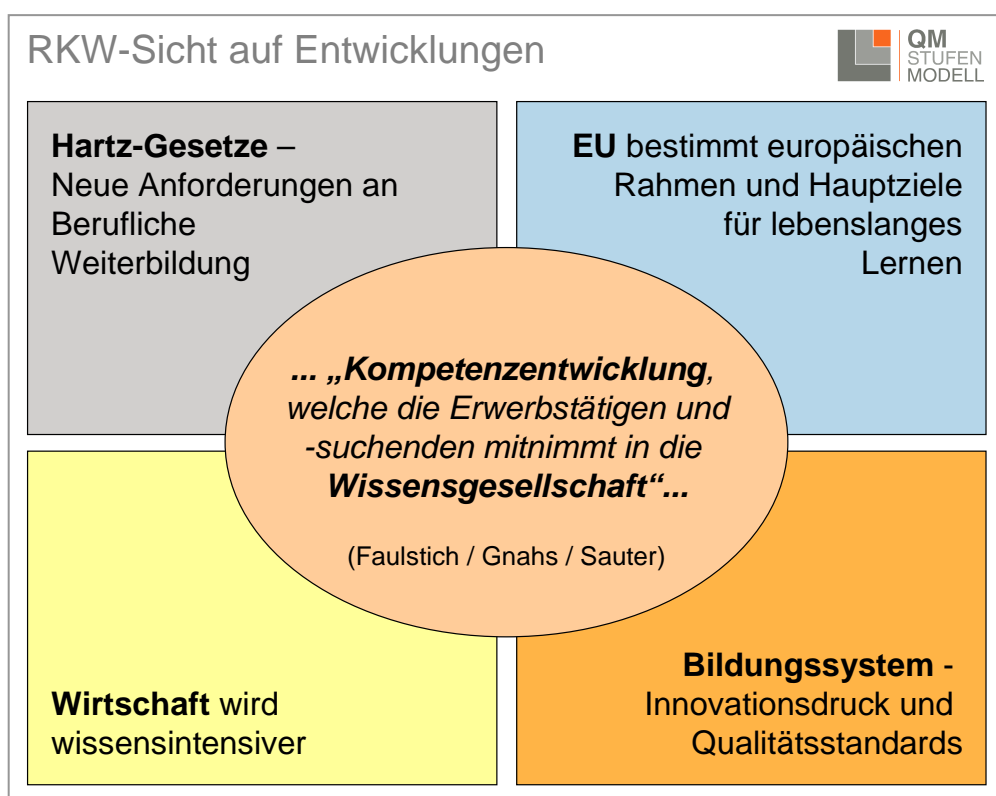 RKW-Sicht auf Entwicklungen
QM
STUFEN
MODELL
Hartz-Gesetze –
Neue Anforderungen an
Berufliche
Weiterbildung
EU bestimmt europäischen
Rahmen und Hauptziele
für lebenslanges
Lernen
... „Kompetenzentwicklung,
welche die Erwerbstätigen und
-suchenden mitnimmt in die
Wissensgesellschaft“...
(Faulstich / Gnahs / Sauter)
Wirtschaft wird
wissensintensiver
Bildungssystem -
Innovationsdruck und
Qualitätsstandards